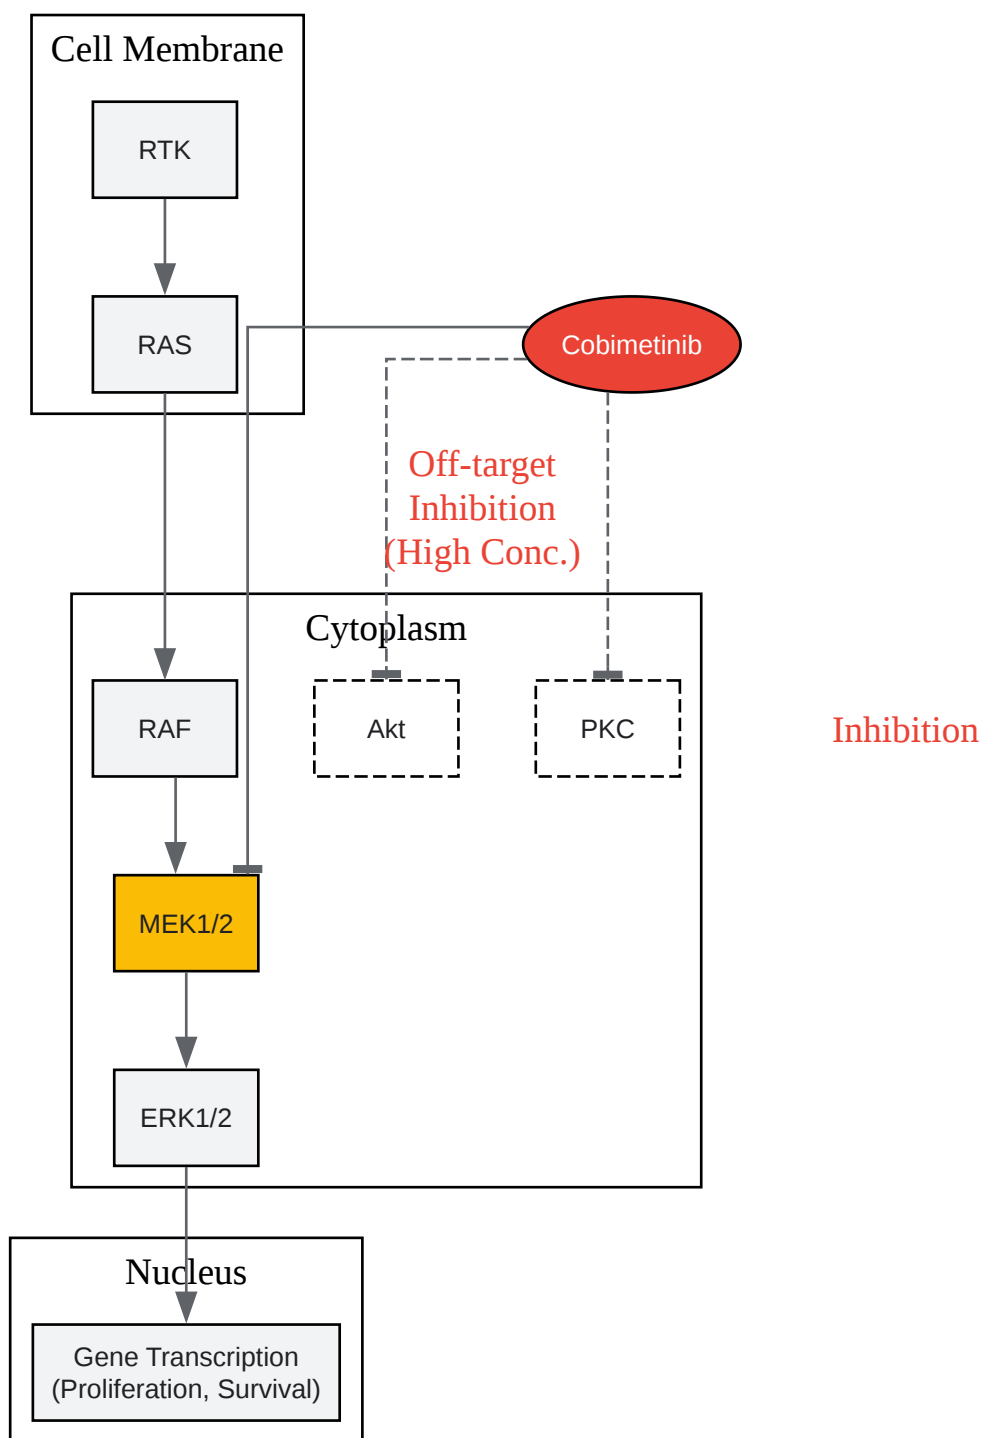 Cell Membrane
RTK
RAS
Cobimetinib
Off-target
Inhibition
(High Conc.)
Cytoplasm
RAF
Akt
PKC
Inhibition
MEK1/2
ERK1/2
Nucleus
Gene Transcription
(Proliferation, Survival)